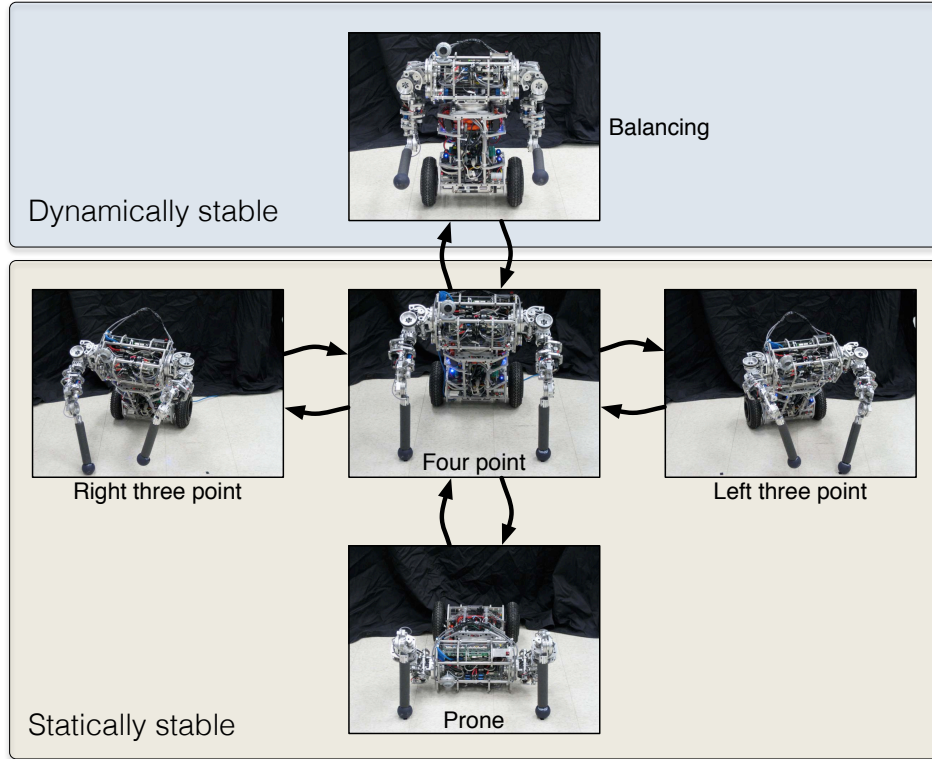 Balancing
Dynamically stable
Four point
Right three point
Left three point
Prone
Statically stable